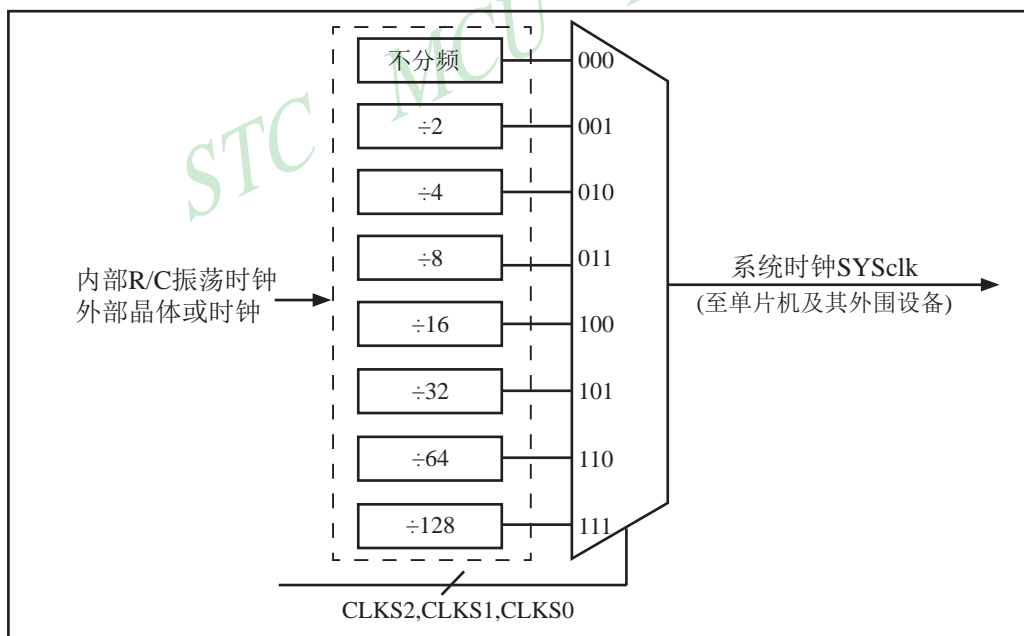 STC MCU
不分频
000
÷2
001
÷4
010
÷8
011
÷16
100
÷32
101
÷64
110
÷128
111
内部R/C振荡时钟
外部晶体或时钟
系统时钟SYSclk
(至单片机及其外围设备)
CLKS2,CLKS1,CLKS0